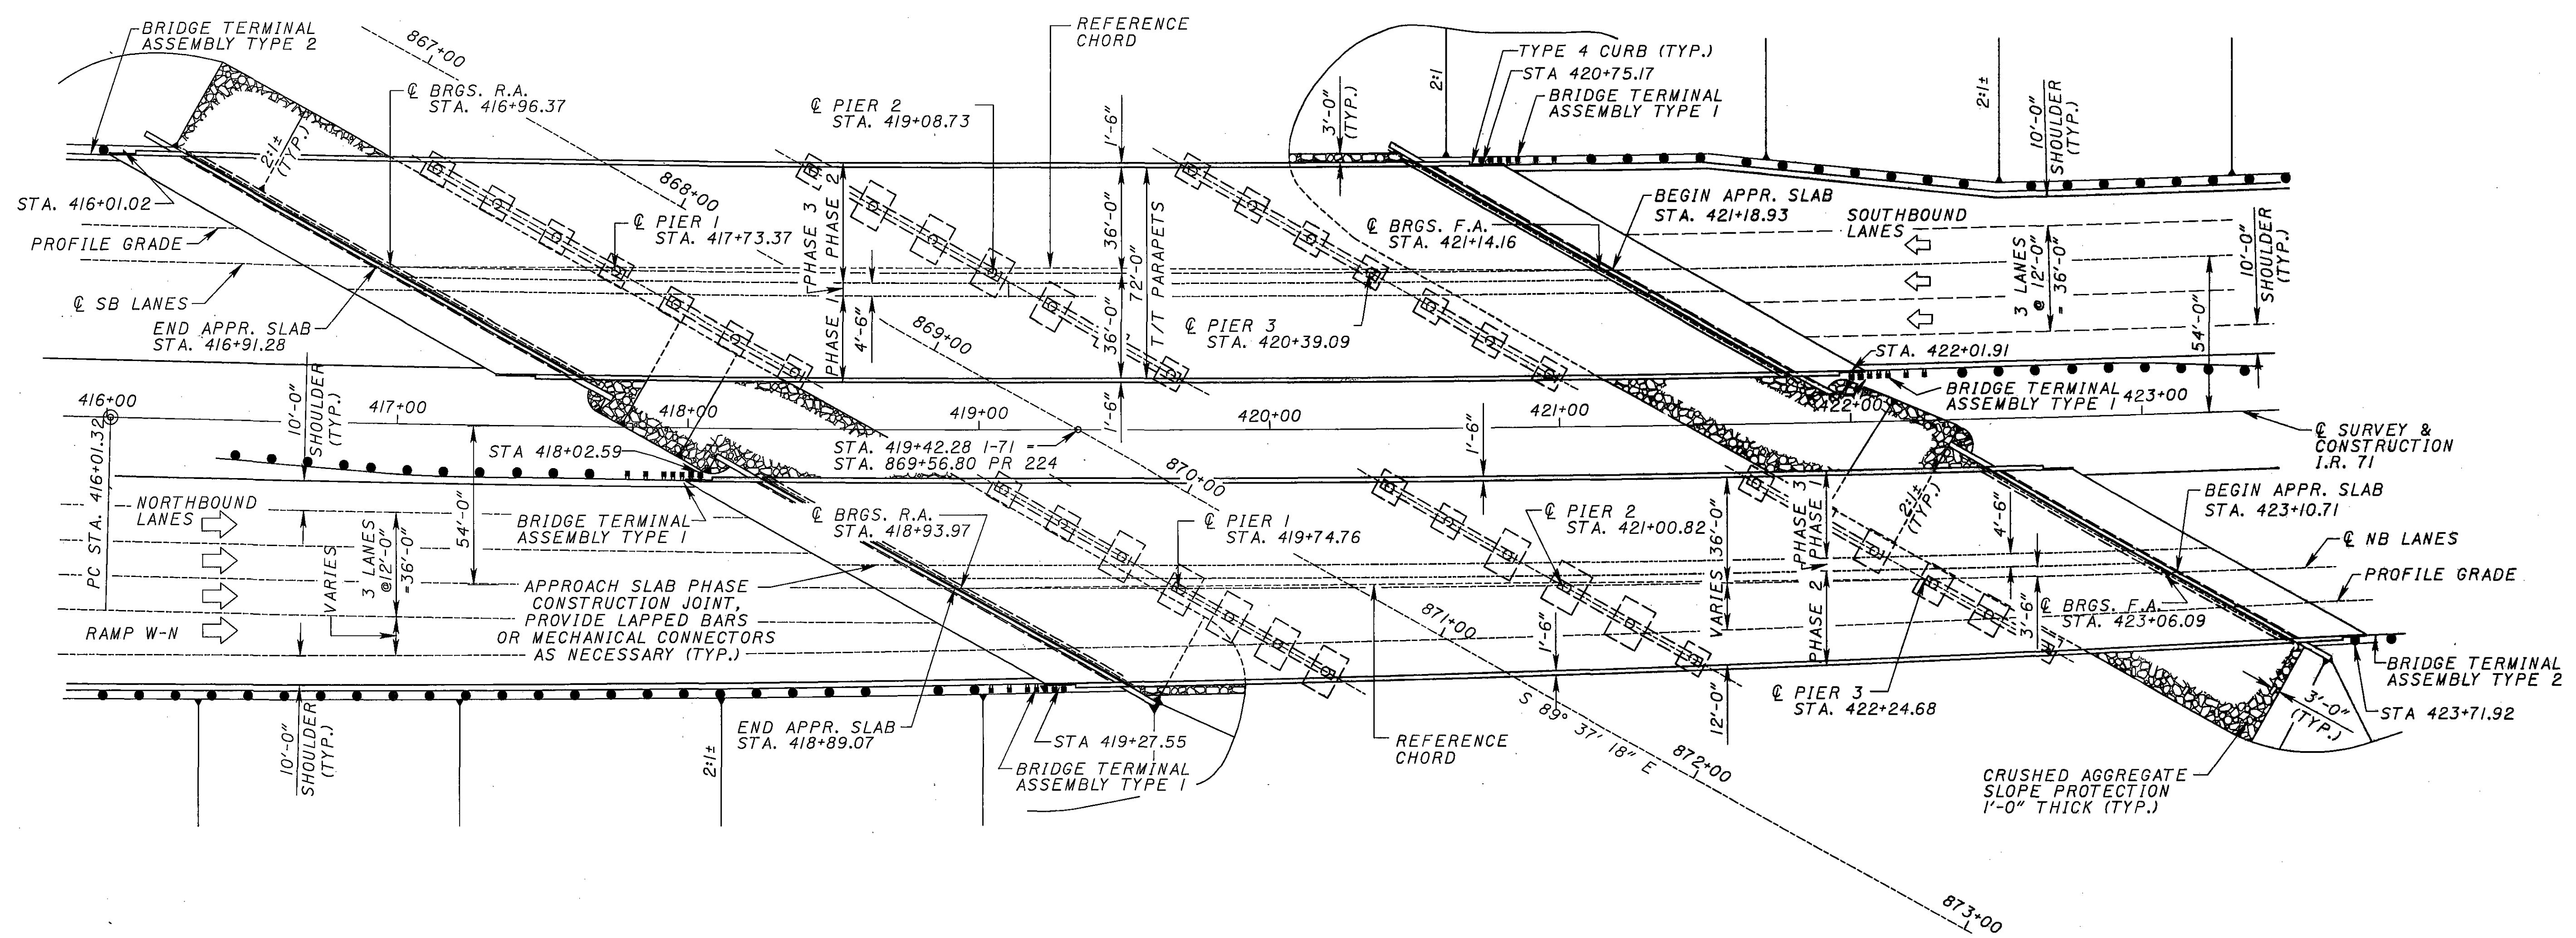 BRIDGE TERMINAL
ASSEMBLY TYPE 2
867+00
℄ BRGS. R.A.
STA. 416+96.37
℄ PIER 2
STA. 419+08.73
REFERENCE
CHORD
1'-6"
3'-0"
(TYP.)
2:1
TYPE 4 CURB (TYP.)
STA 420+75.17
BRIDGE TERMINAL
ASSEMBLY TYPE 1
2:1±
10'-0"
SHOULDER
(TYP.)
2:1±
(TYP.)
STA. 416+01.02
PROFILE GRADE
℄ SB LANES
END APPR. SLAB
STA. 416+91.28
868+00
℄ PIER 1
STA. 417+73.37
PHASE 3
PHASE 2
PHASE 1
4'-6"
36'-0"
36'-0"
72'-0"
T/T PARAPETS
1'-6"
℄ PIER 3
STA. 420+39.09
℄ BRGS. F.A.
STA. 421+14.16
BEGIN APPR. SLAB
STA. 421+18.93
SOUTHBOUND
LANES
3 LANES
@ 12'-0"
= 36'-0"
10'-0"
SHOULDER
(TYP.)
54'-0"
869+00
STA. 422+01.91
BRIDGE TERMINAL
ASSEMBLY TYPE 1
416+00
417+00
418+00
419+00
420+00
421+00
422+00
423+00
℄ SURVEY &
CONSTRUCTION
I.R. 71
PC STA. 416+01.32
10'-0"
SHOULDER
(TYP.)
STA 418+02.59
STA. 419+42.28 I-71 =
STA. 869+56.80 PR 224
870+00
1'-6"
NORTHBOUND
LANES
54'-0"
VARIES
3 LANES
@12'-0"
=36'-0"
RAMP W-N
BRIDGE TERMINAL
ASSEMBLY TYPE 1
℄ BRGS. R.A.
STA. 418+93.97
℄ PIER 1
STA. 419+74.76
℄ PIER 2
STA. 421+00.82
VARIES 36'-0"
PHASE 3
PHASE 1
PHASE 2
2:1±
(TYP.)
4'-6"
3'-6"
BEGIN APPR. SLAB
STA. 423+10.71
℄ NB LANES
PROFILE GRADE
℄ BRGS. F.A.
STA. 423+06.09
APPROACH SLAB PHASE
CONSTRUCTION JOINT,
PROVIDE LAPPED BARS
OR MECHANICAL CONNECTORS
AS NECESSARY (TYP.)
871+00
1'-6"
12'-0"
℄ PIER 3
STA. 422+24.68
BRIDGE TERMINAL
ASSEMBLY TYPE 2
STA 423+71.92
3'-0"
(TYP.)
10'-0"
SHOULDER
(TYP.)
2:1±
END APPR. SLAB
STA. 418+89.07
STA 419+27.55
BRIDGE TERMINAL
ASSEMBLY TYPE 1
REFERENCE
CHORD
S 89° 37' 18" E
872+00
CRUSHED AGGREGATE
SLOPE PROTECTION
1'-0" THICK (TYP.)
873+00